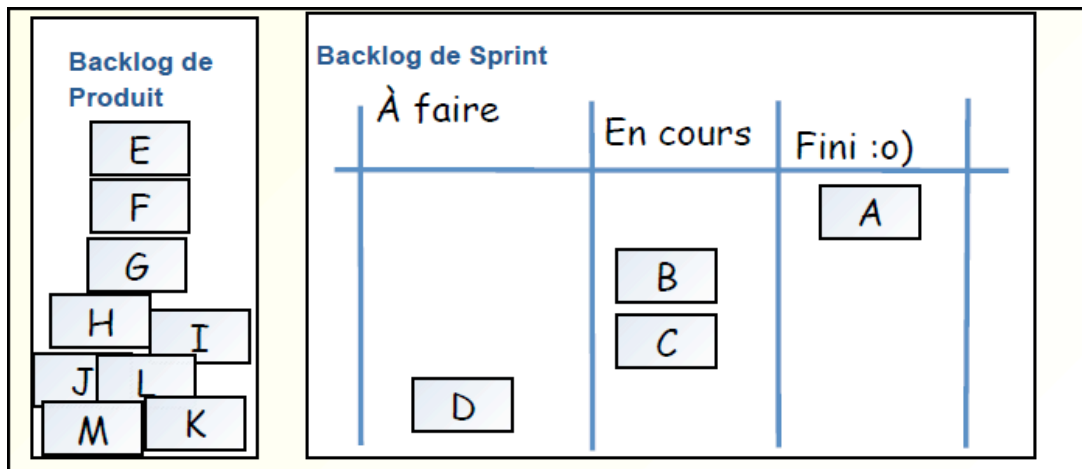 Backlog de
Produit
E
F
G
H
I
J
L
M
K
Backlog de Sprint
À faire
En cours
Fini :o)
A
B
C
D